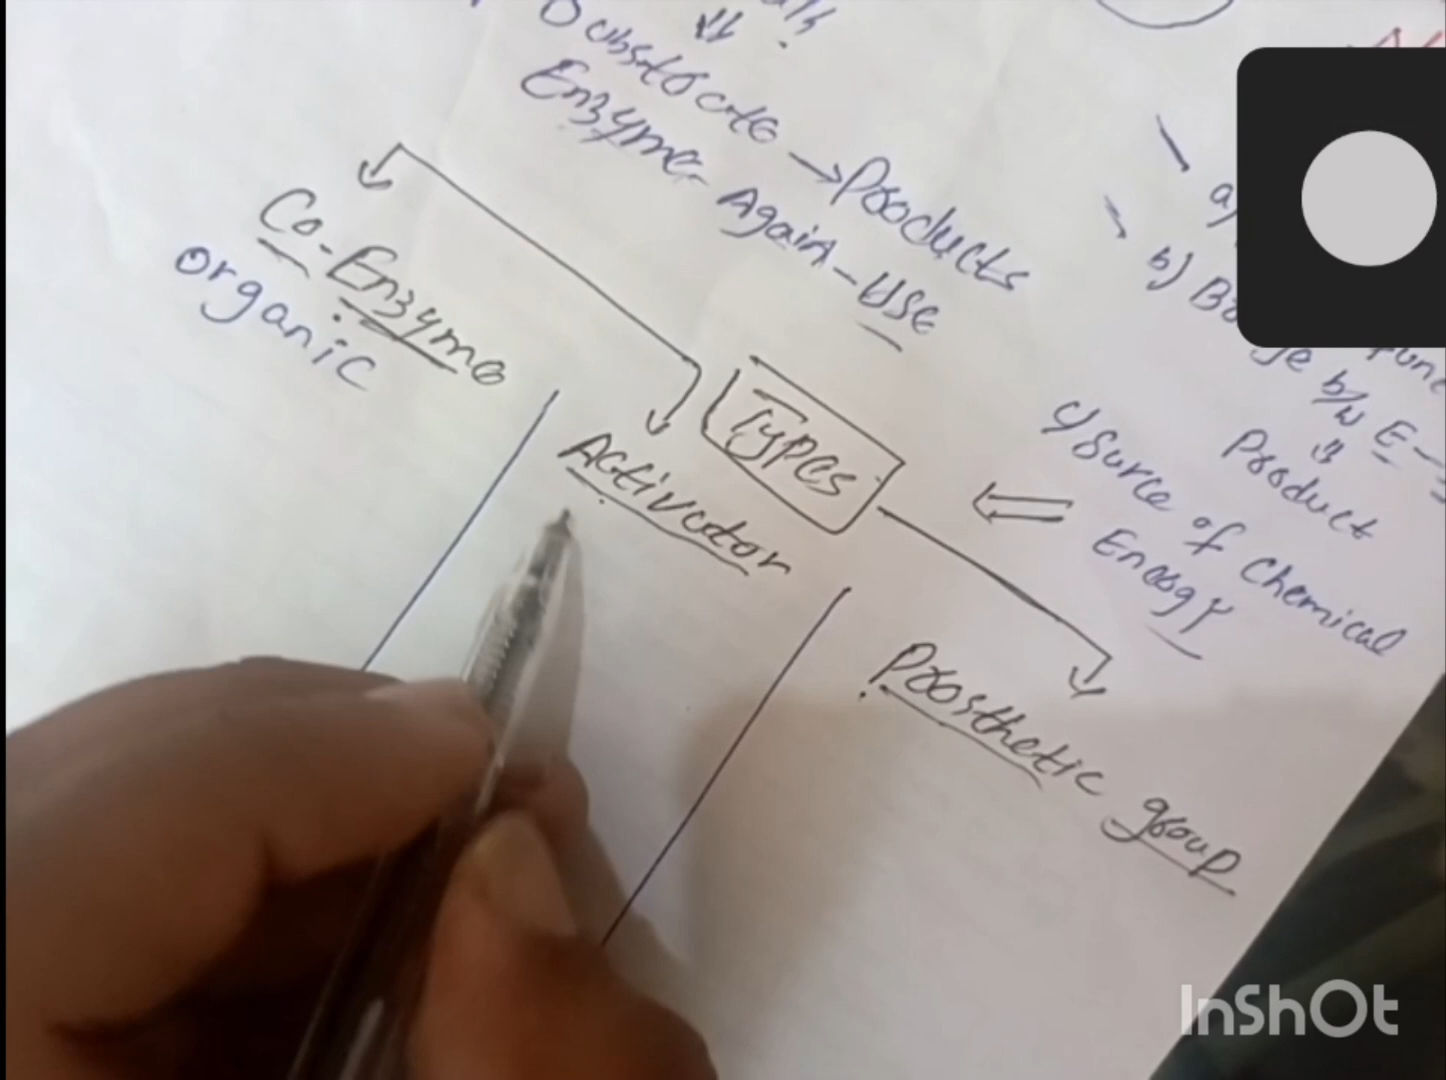 Substrate → Products
Enzyme Again-Use
Co-Enzyme
organic
Types
Activator
Prosthetic group
a)
b)
b/w E
Product
c) Surce of Chemical
Energy
InShOt